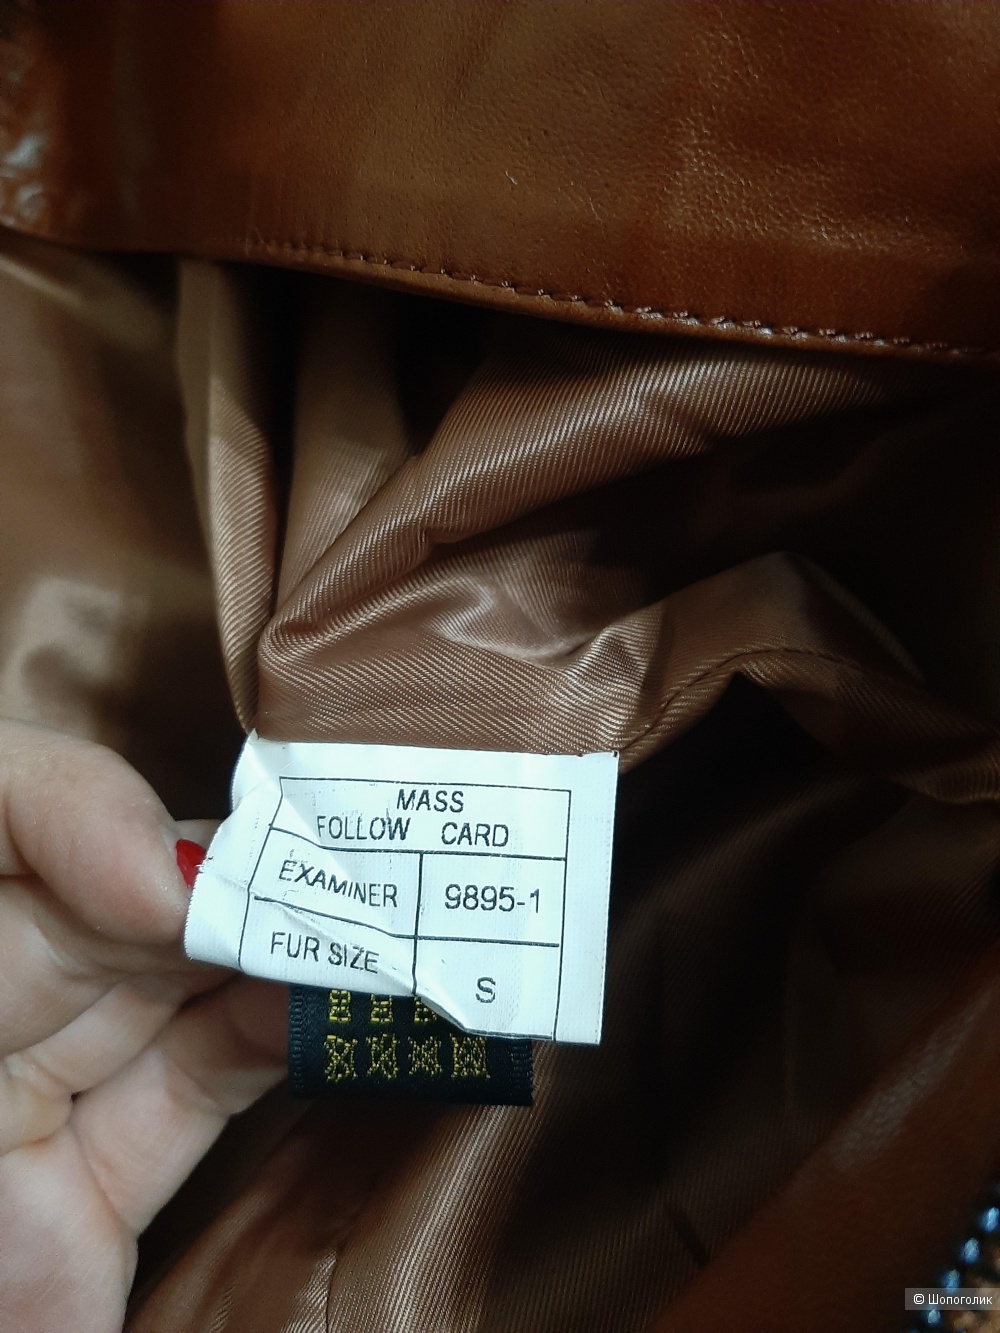 MASS
FOLLOW CARD
EXAMINER 9895-1
FUR SIZE S
© Шопоголик